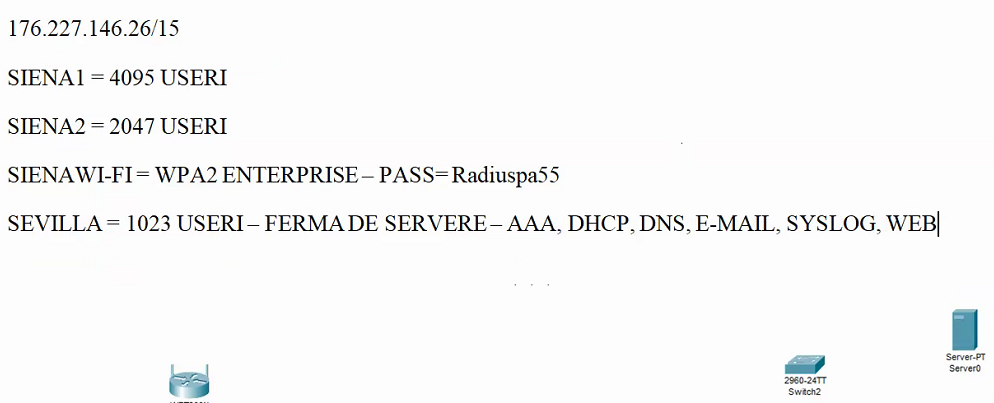 176.227.146.26/15
SIENA1 = 4095 USERI
SIENA2 = 2047 USERI
SIENAWI-FI = WPA2 ENTERPRISE – PASS= Radiuspa55
SEVILLA = 1023 USERI – FERMA DE SERVERE – AAA, DHCP, DNS, E-MAIL, SYSLOG, WEB
Server-PT
Server0
2960-24TT
Switch2